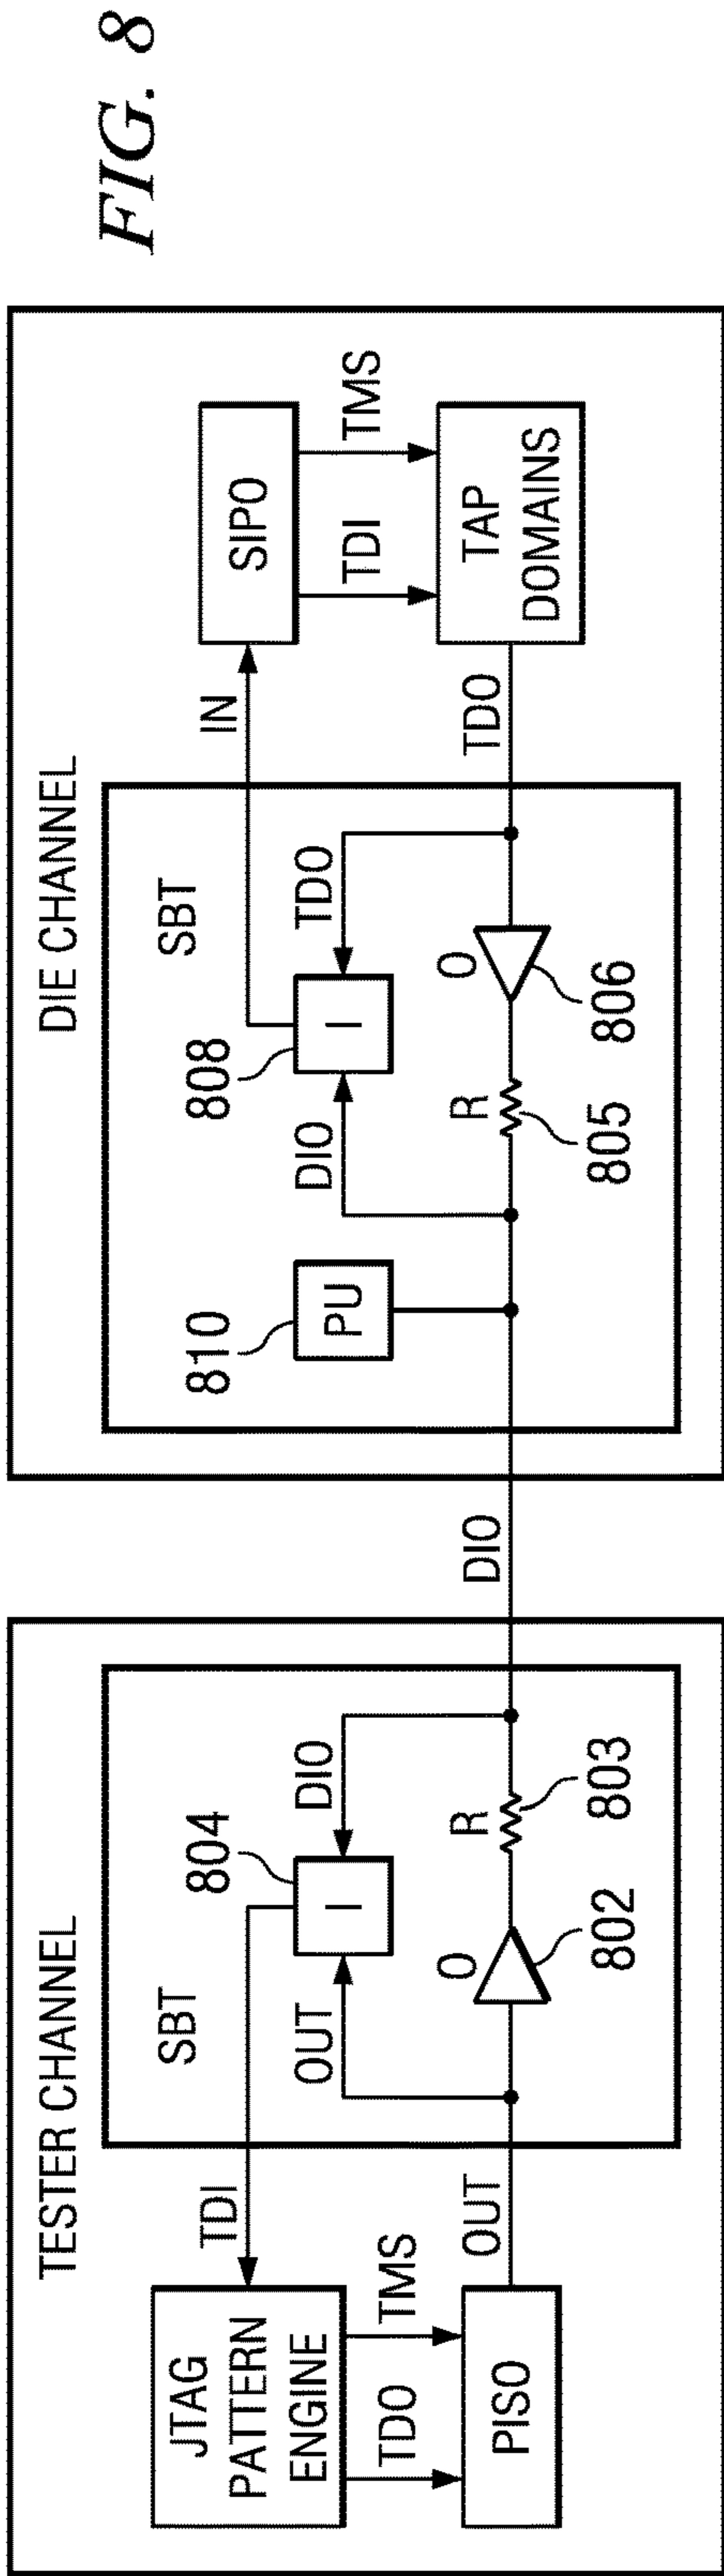 FIG. 8
TESTER CHANNEL
JTAG
PATTERN
ENGINE
TDI
TDO
TMS
PISO
OUT
SBT
804
I
OUT
DIO
O
R
802
803
DIO
DIE CHANNEL
SBT
810
PU
808
I
DIO
TDO
R
O
805
806
IN
SIPO
TDI
TMS
TDO
TAP
DOMAINS